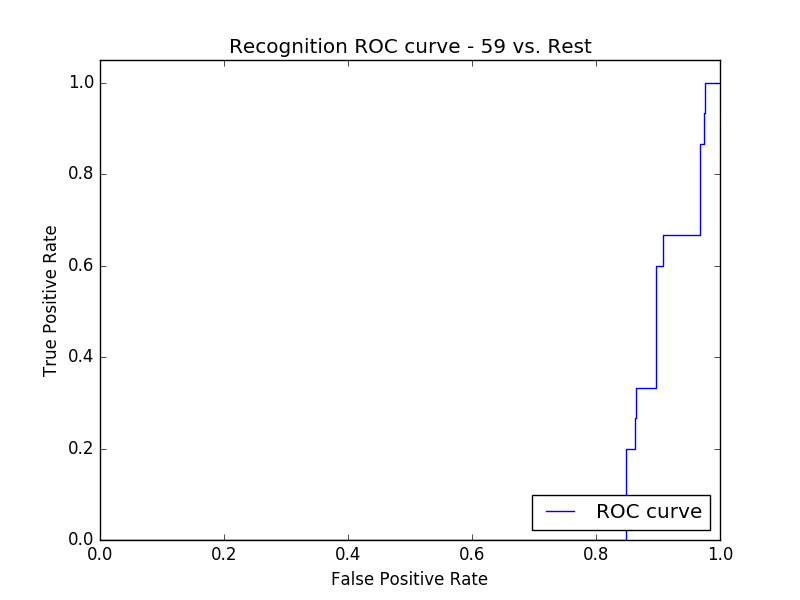 Recognition ROC curve - 59 vs. Rest
1.0
0.8
0.6
0.4
0.2
0.0
True Positive Rate
ROC curve
0.0 0.2 0.4 0.6 0.8 1.0
False Positive Rate